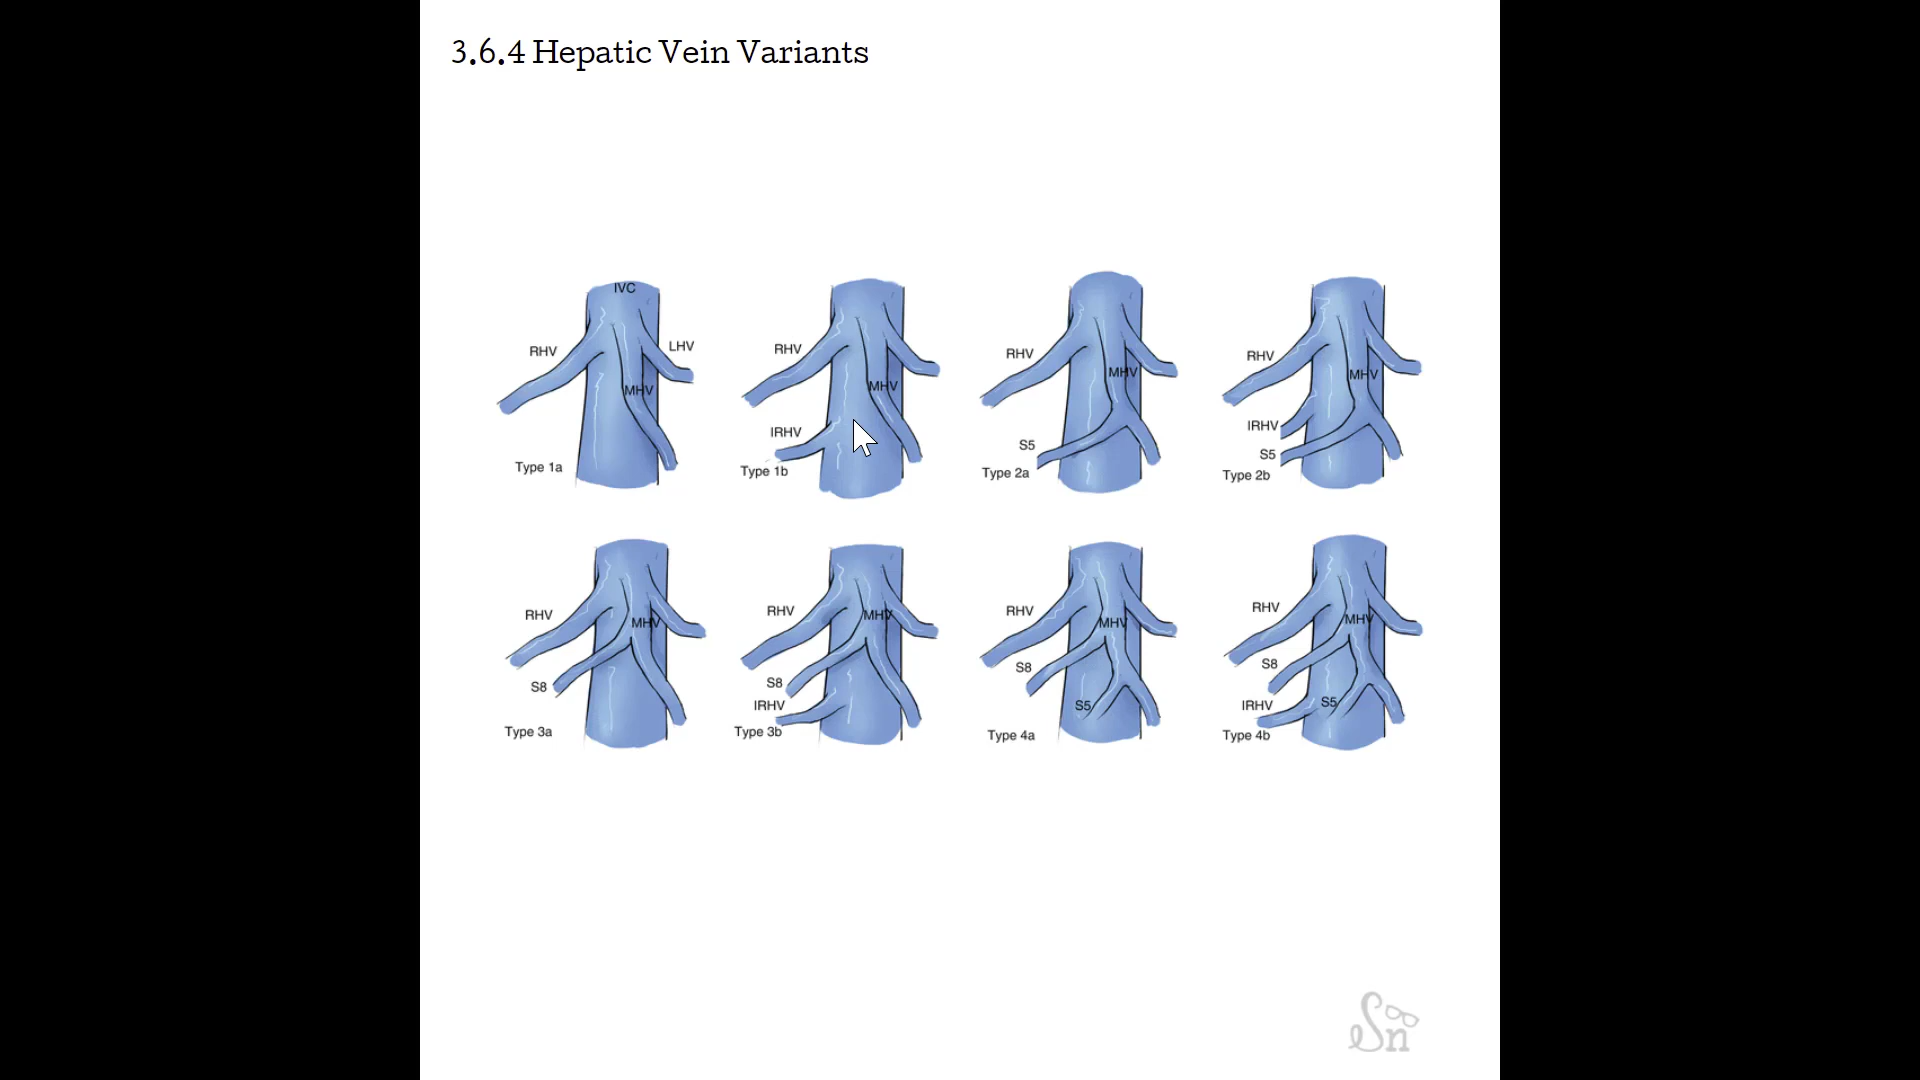 3.6.4 Hepatic Vein Variants
IVC
RHV
LHV
MHV
Type 1a
RHV
MHV
IRHV
Type 1b
RHV
MHV
S5
Type 2a
RHV
MHV
IRHV
S5
Type 2b
RHV
MHV
S8
Type 3a
RHV
MHV
S8
IRHV
Type 3b
RHV
MHV
S8
S5
Type 4a
RHV
MHV
S8
IRHV
S5
Type 4b
eSn